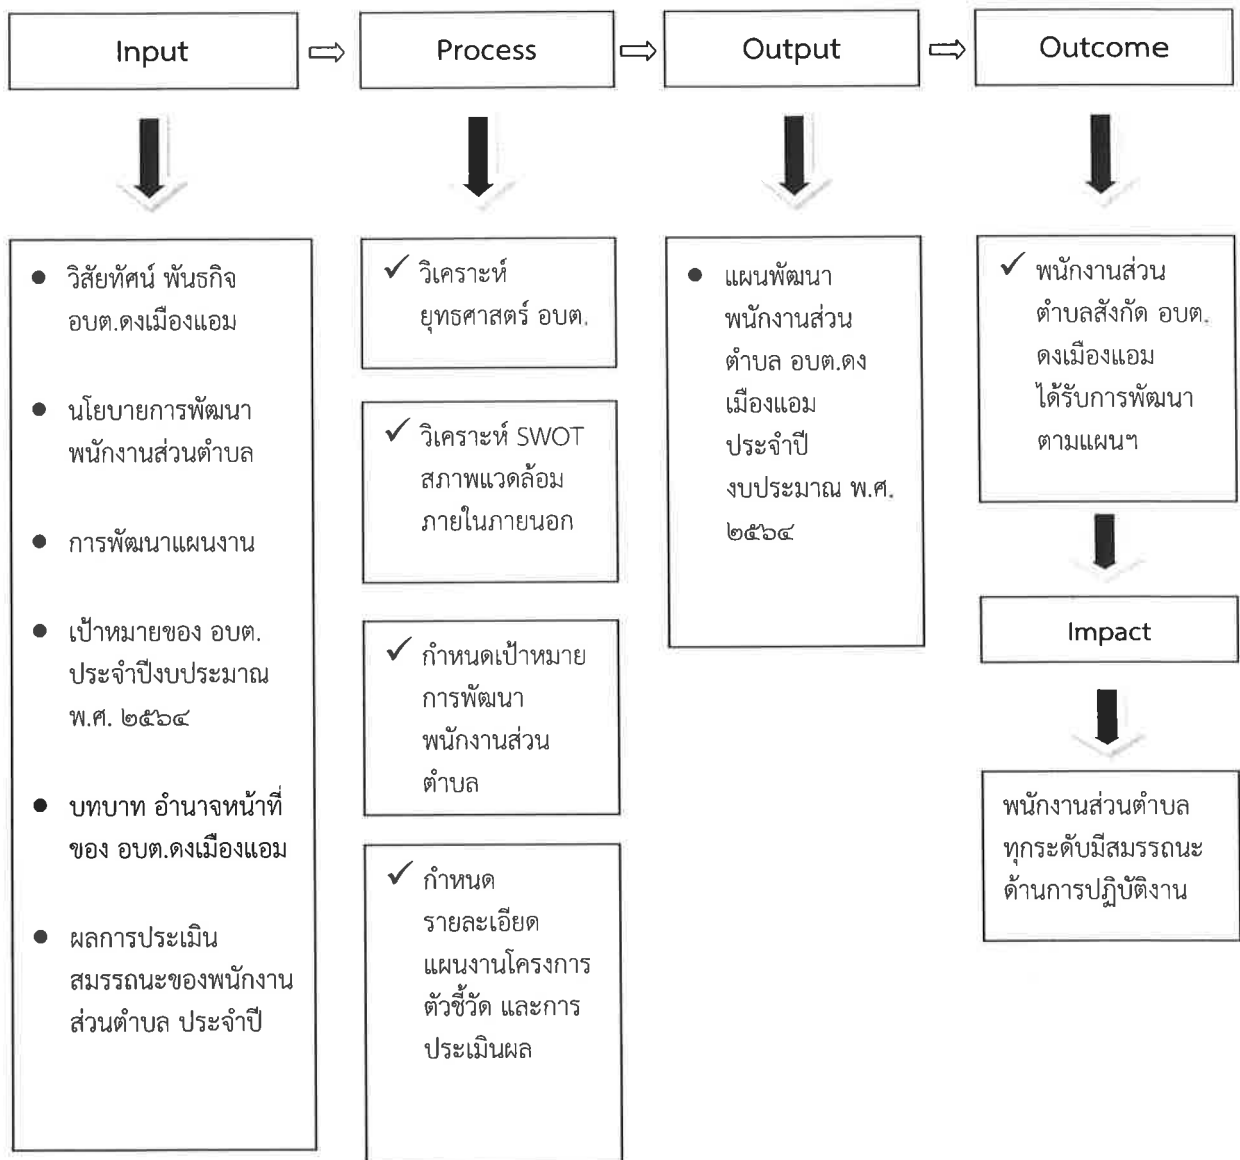 Input
Process
Output
Outcome
● วิสัยทัศน์ พันธกิจ
อบต.ดงเมืองแอม
● นโยบายการพัฒนา
พนักงานส่วนตำบล
● การพัฒนาแผนงาน
● เป้าหมายของ อบต.
ประจำปีงบประมาณ
พ.ศ. ๒๕๖๔
● บทบาท อำนาจหน้าที่
ของ อบต.ดงเมืองแอม
● ผลการประเมิน
สมรรถนะของพนักงาน
ส่วนตำบล ประจำปี
✓ วิเคราะห์
ยุทธศาสตร์ อบต.
✓ วิเคราะห์ SWOT
สภาพแวดล้อม
ภายในภายนอก
✓ กำหนดเป้าหมาย
การพัฒนา
พนักงานส่วน
ตำบล
✓ กำหนด
รายละเอียด
แผนงานโครงการ
ตัวชี้วัด และการ
ประเมินผล
● แผนพัฒนา
พนักงานส่วน
ตำบล อบต.ดง
เมืองแอม
ประจำปี
งบประมาณ พ.ศ.
๒๕๖๔
✓ พนักงานส่วน
ตำบลสังกัด อบต.
ดงเมืองแอม
ได้รับการพัฒนา
ตามแผนฯ
Impact
พนักงานส่วนตำบล
ทุกระดับมีสมรรถนะ
ด้านการปฏิบัติงาน